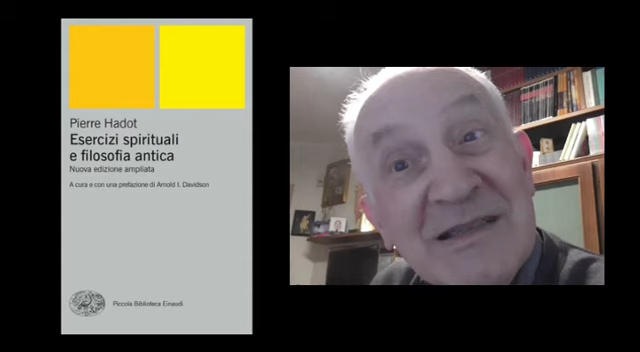 Pierre Hadot
Esercizi spirituali
e filosofia antica
Nuova edizione ampliata
A cura e con una prefazione di Arnold I. Davidson
Piccola Biblioteca Einaudi